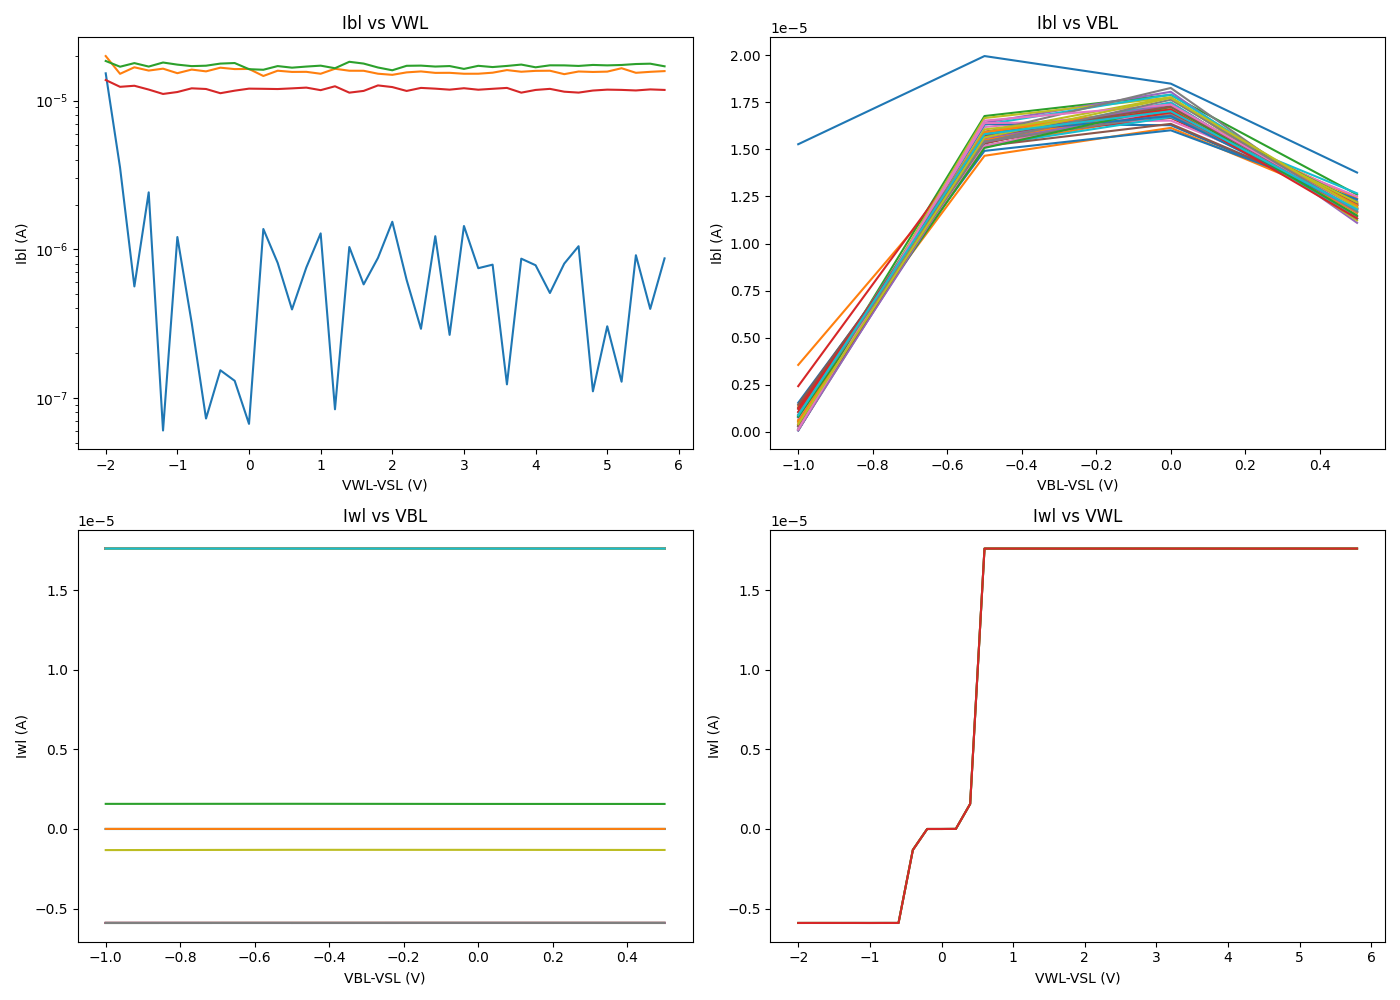 Ibl vs VWL
Ibl (A)
10⁻⁵
10⁻⁶
10⁻⁷
−2 −1 0 1 2 3 4 5 6
VWL-VSL (V)
Ibl vs VBL
1e−5
Ibl (A)
2.00
1.75
1.50
1.25
1.00
0.75
0.50
0.25
0.00
−1.0 −0.8 −0.6 −0.4 −0.2 0.0 0.2 0.4
VBL-VSL (V)
Iwl vs VBL
1e−5
Iwl (A)
1.5
1.0
0.5
0.0
−0.5
−1.0 −0.8 −0.6 −0.4 −0.2 0.0 0.2 0.4
VBL-VSL (V)
Iwl vs VWL
1e−5
Iwl (A)
1.5
1.0
0.5
0.0
−0.5
−2 −1 0 1 2 3 4 5 6
VWL-VSL (V)